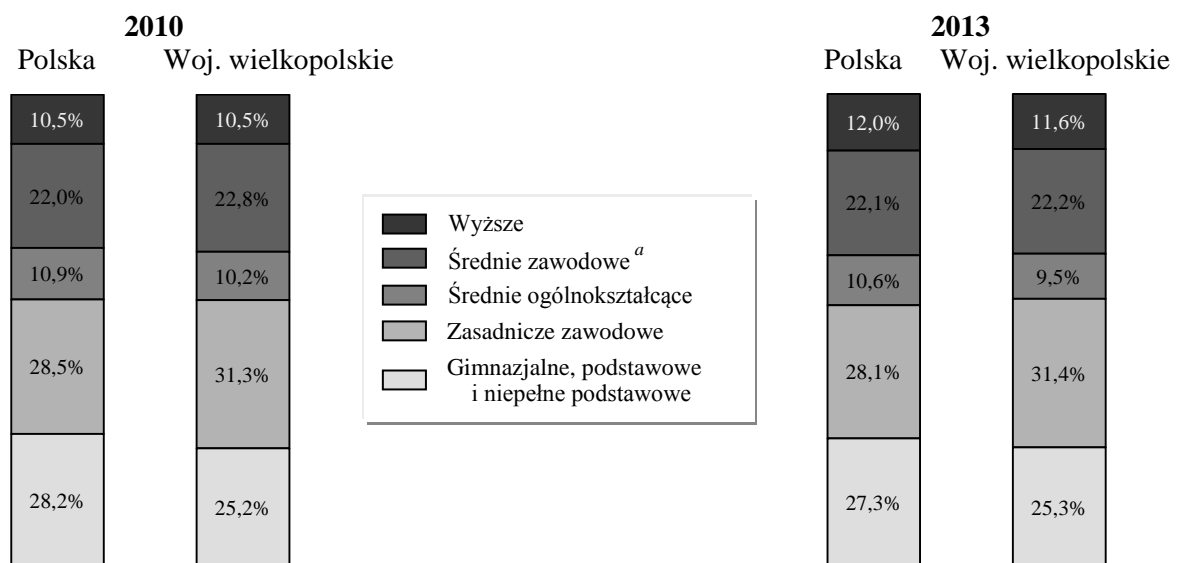 2010
Polska Woj. wielkopolskie
10,5% 10,5%
22,0% 22,8%
10,9% 10,2%
28,5% 31,3%
28,2% 25,2%
Wyższe
Średnie zawodowe a
Średnie ogólnokształcące
Zasadnicze zawodowe
Gimnazjalne, podstawowe
i niepełne podstawowe
2013
Polska Woj. wielkopolskie
12,0% 11,6%
22,1% 22,2%
10,6% 9,5%
28,1% 31,4%
27,3% 25,3%